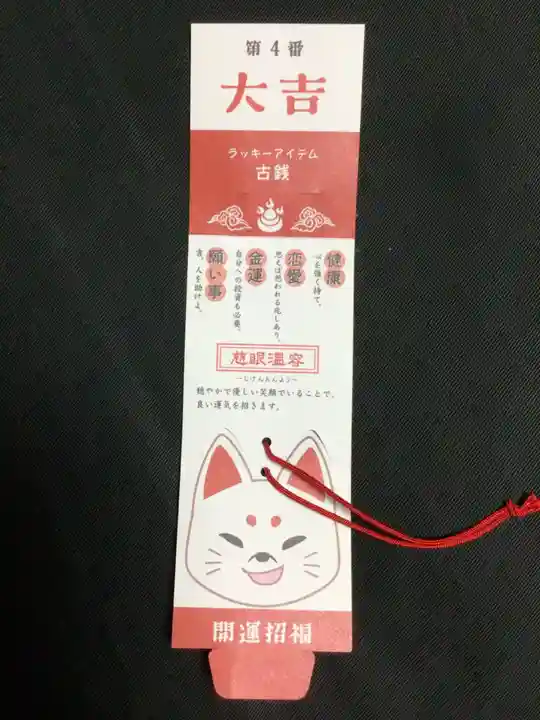 第4番
大吉
ラッキーアイテム
古銭
健康
心を強く持て。
恋愛
思えば思われる兆しあり。
金運
自分への投資も必要。
願い事
吉。人を助けよ。
慈眼温容
〜じげんおんよう〜
穏やかで優しい笑顔でいることで、
良い運気を招きます。
開運招福